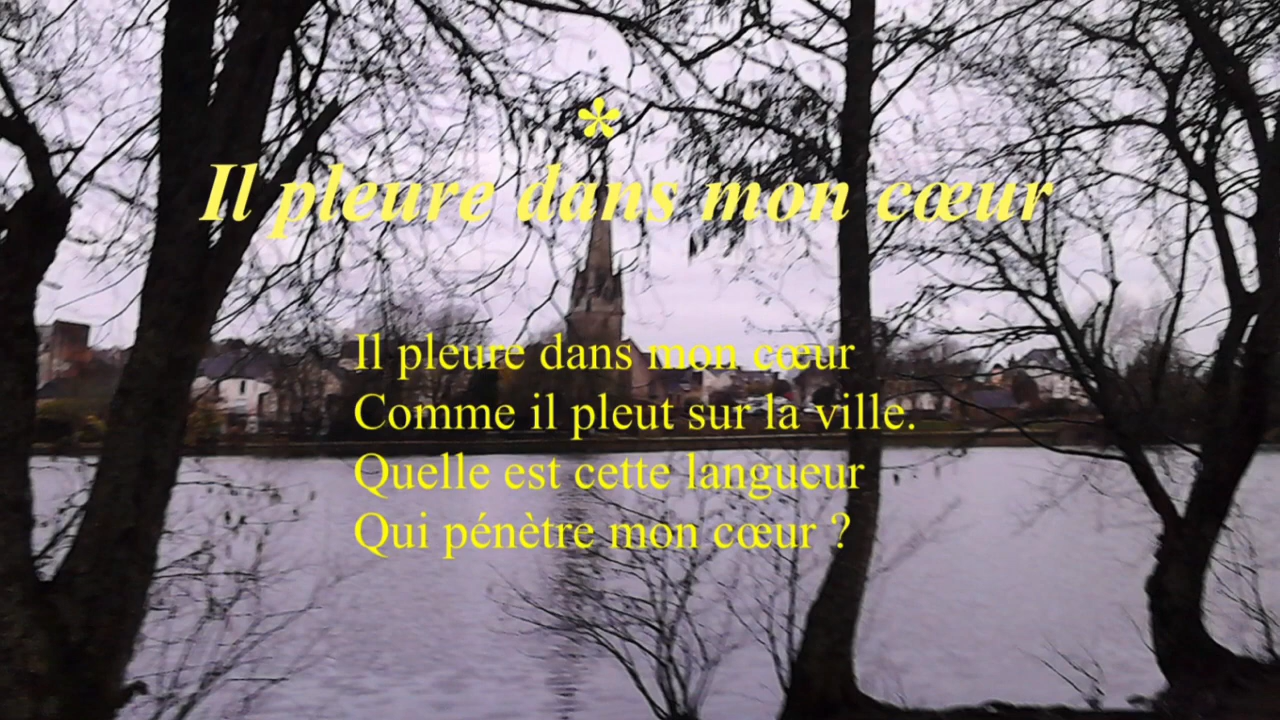 *
Il pleure dans mon cœur
Il pleure dans mon cœur
Comme il pleut sur la ville.
Quelle est cette langueur
Qui pénètre mon cœur ?